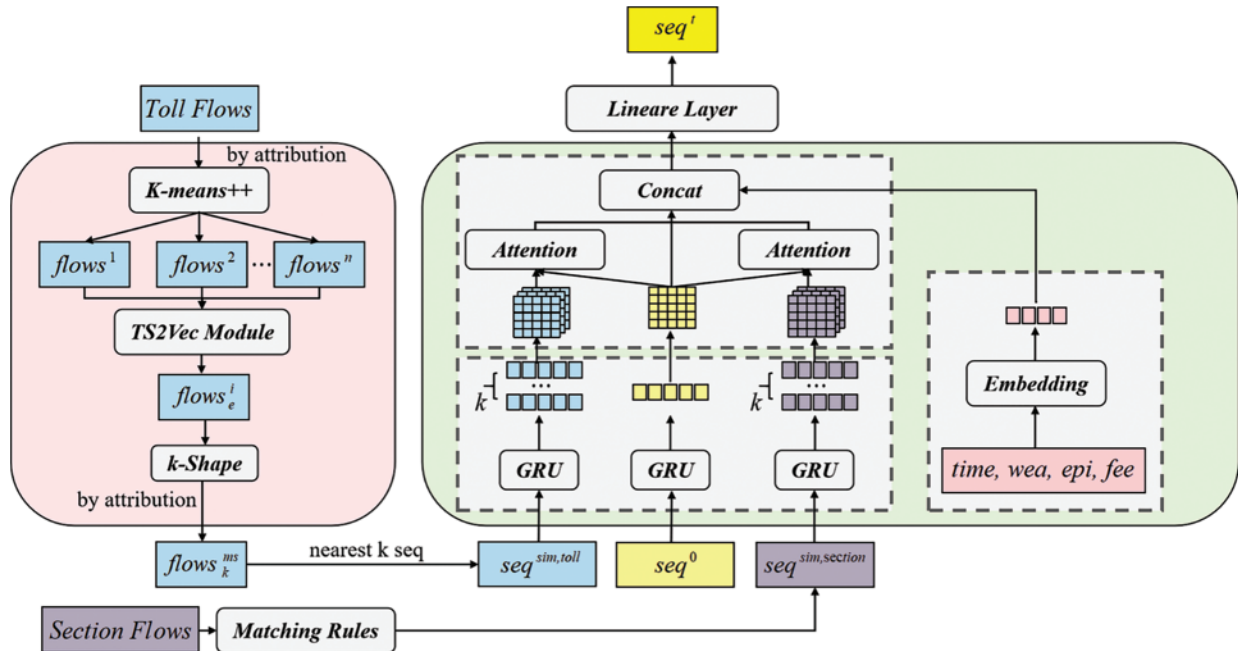 seq^t
Lineare Layer
Toll Flows
by attribution
K-means++
flows^1
flows^2
...
flows^n
TS2Vec Module
flows_e^i
k-Shape
by attribution
flows_k^ms
nearest k seq
Section Flows
Matching Rules
Concat
Attention
Attention
k
...
k
...
GRU
GRU
GRU
seq^sim,toll
seq^0
seq^sim,section
Embedding
time, wea, epi, fee